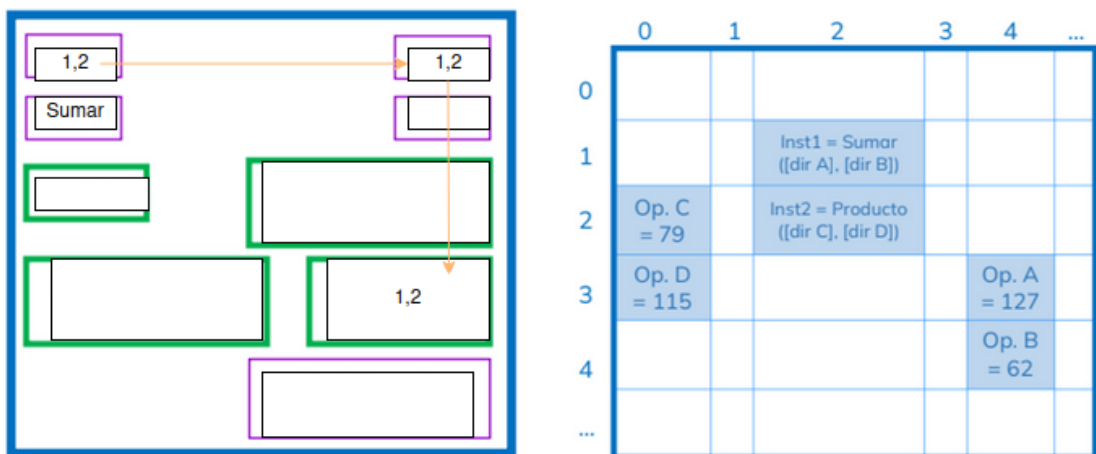 1,2
1,2
Sumar
1,2
0 1 2 3 4 ...
0
1
Inst1 = Sumar
([dir A], [dir B])
2
Op. C
= 79
Inst2 = Producto
([dir C], [dir D])
3
Op. D
= 115
Op. A
= 127
4
Op. B
= 62
...